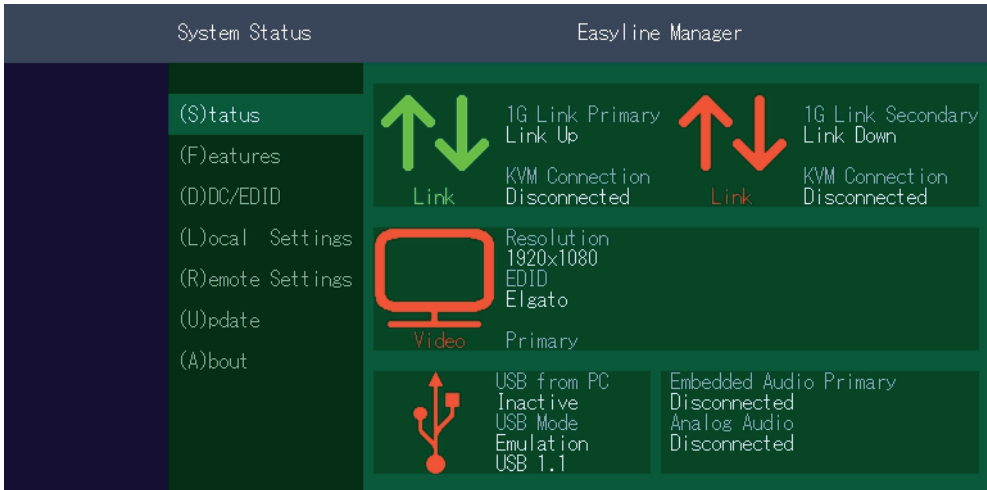 System Status
Easyline Manager
(S)tatus
(F)eatures
(D)DC/EDID
(L)ocal Settings
(R)emote Settings
(U)pdate
(A)bout
Link
1G Link Primary
Link Up
KVM Connection
Disconnected
Link
1G Link Secondary
Link Down
KVM Connection
Disconnected
Video
Resolution
1920x1080
EDID
Elgato
Primary
USB from PC
Inactive
USB Mode
Emulation
USB 1.1
Embedded Audio Primary
Disconnected
Analog Audio
Disconnected